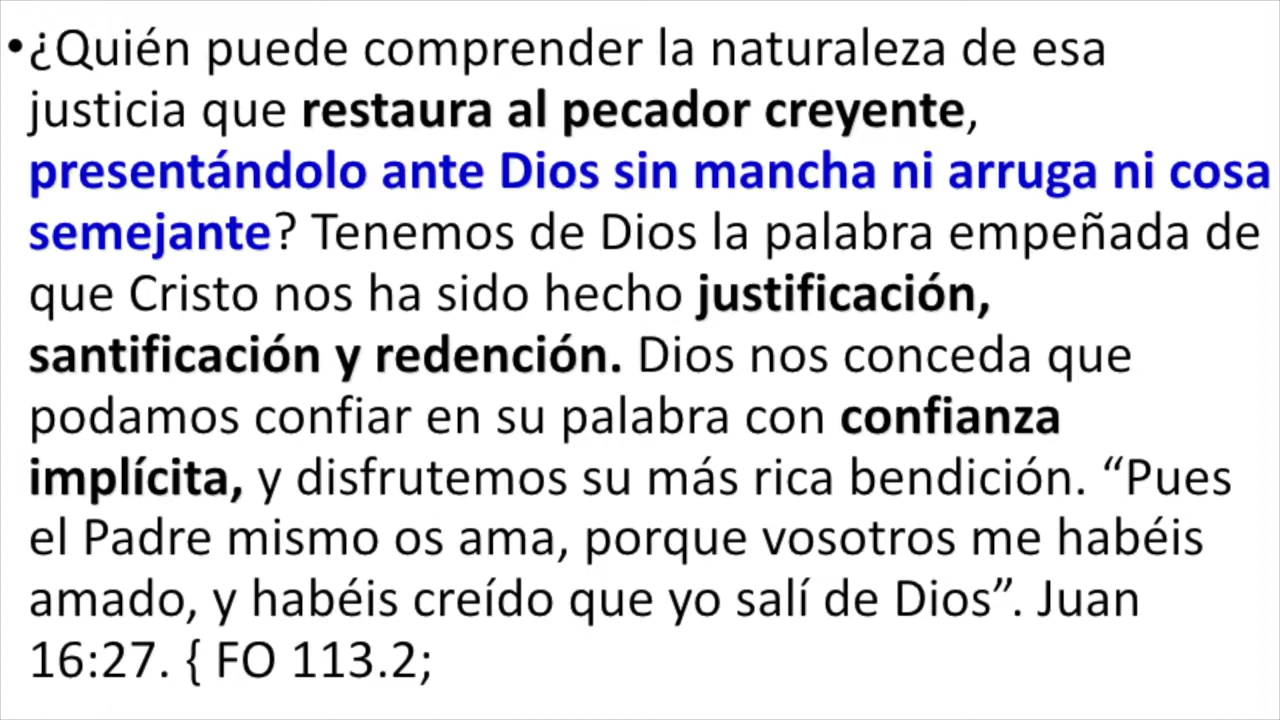 •¿Quién puede comprender la naturaleza de esa
justicia que restaura al pecador creyente,
presentándolo ante Dios sin mancha ni arruga ni cosa
semejante? Tenemos de Dios la palabra empeñada de
que Cristo nos ha sido hecho justificación,
santificación y redención. Dios nos conceda que
podamos confiar en su palabra con confianza
implícita, y disfrutemos su más rica bendición. “Pues
el Padre mismo os ama, porque vosotros me habéis
amado, y habéis creído que yo salí de Dios”. Juan
16:27. { FO 113.2;